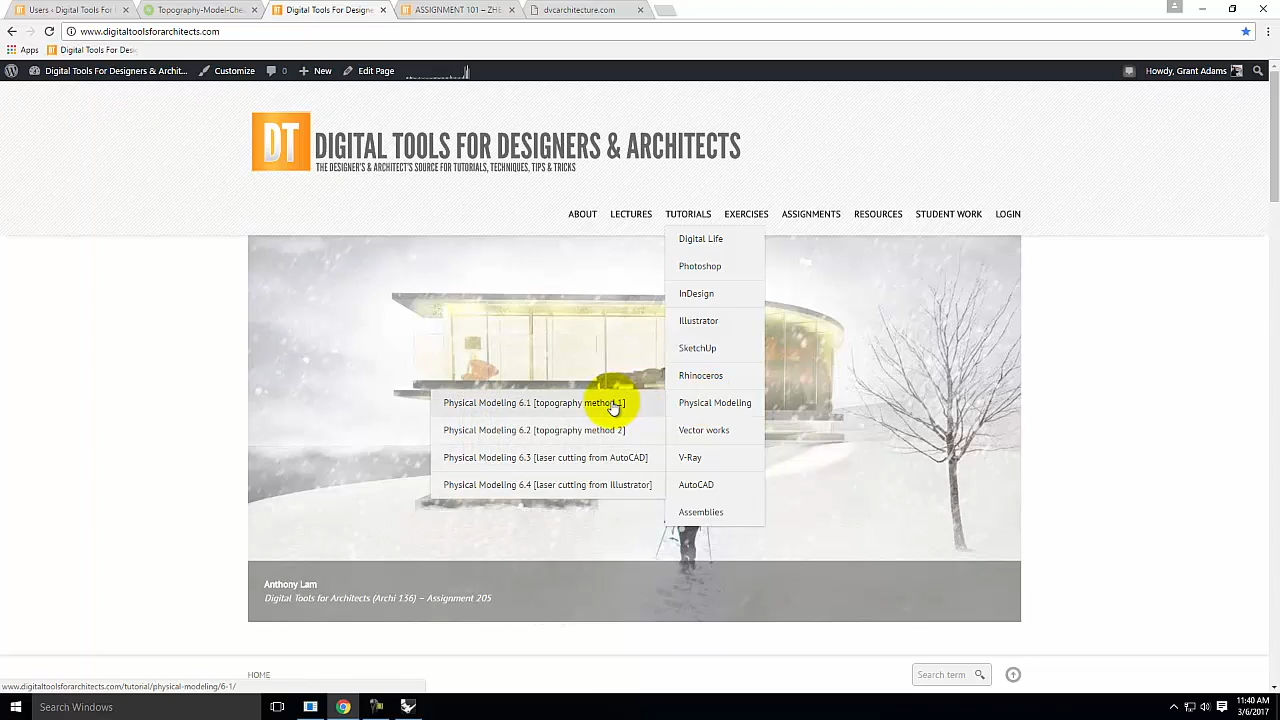 Users ‹ Digital Tools For
Topography-Model-Che
Digital Tools For Designe
ASSIGNMENT 101 – ZHE
dvcarchitecture.com
www.digitaltoolsforarchitects.com
Apps
Digital Tools For Desig
Digital Tools For Designers & Archit...
Customize
0
New
Edit Page
Howdy, Grant Adams
DT
DIGITAL TOOLS FOR DESIGNERS & ARCHITECTS
THE DESIGNER'S & ARCHITECT'S SOURCE FOR TUTORIALS, TECHNIQUES, TIPS & TRICKS
ABOUT LECTURES TUTORIALS EXERCISES ASSIGNMENTS RESOURCES STUDENT WORK LOGIN
Digital Life
Photoshop
InDesign
Illustrator
SketchUp
Rhinoceros
Physical Modeling
Vector works
V-Ray
AutoCAD
Assemblies
Physical Modeling 6.1 [topography method 1]
Physical Modeling 6.2 [topography method 2]
Physical Modeling 6.3 [laser cutting from AutoCAD]
Physical Modeling 6.4 [laser cutting from Illustrator]
Anthony Lam
Digital Tools for Architects (Archi 136) – Assignment 205
HOME
Search term
www.digitaltoolsforarchitects.com/tutorial/physical-modeling/6-1/
Search Windows
11:40 AM
3/6/2017